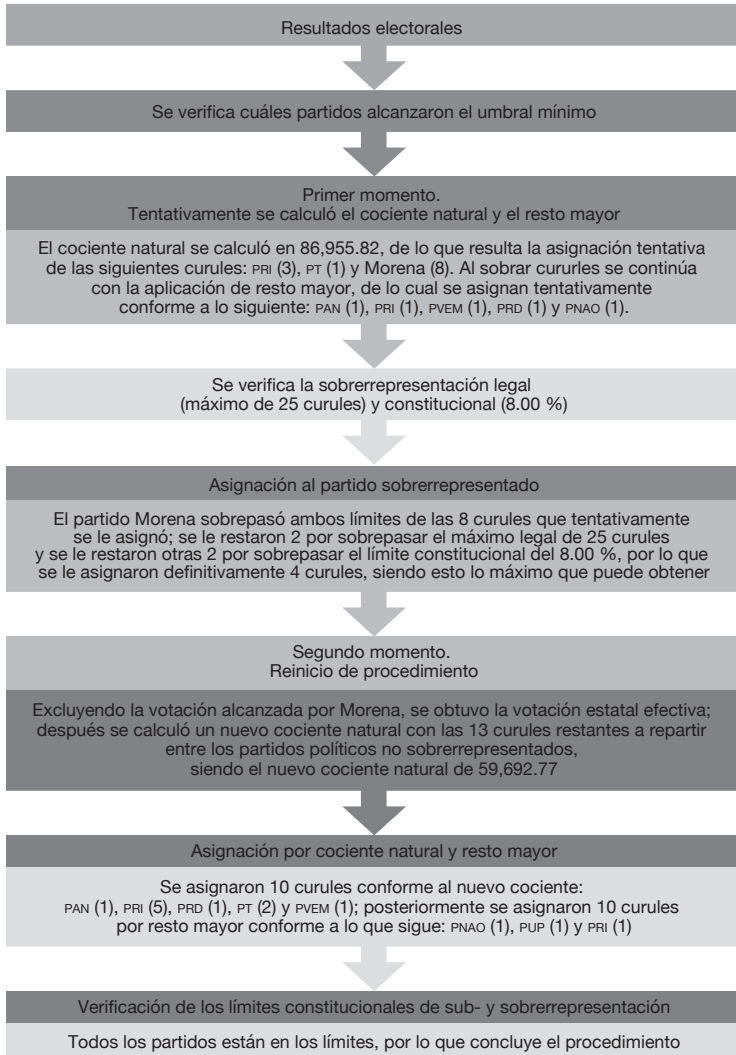 Resultados electorales
Se verifica cuáles partidos alcanzaron el umbral mínimo
Primer momento.
Tentativamente se calculó el cociente natural y el resto mayor
El cociente natural se calculó en 86,955.82, de lo que resulta la asignación tentativa
de las siguientes curules: PRI (3), PT (1) y Morena (8). Al sobrar cururles se continúa
con la aplicación de resto mayor, de lo cual se asignan tentativamente
conforme a lo siguiente: PAN (1), PRI (1), PVEM (1), PRD (1) y PNAO (1).
Se verifica la sobrerrepresentación legal
(máximo de 25 curules) y constitucional (8.00 %)
Asignación al partido sobrerrepresentado
El partido Morena sobrepasó ambos límites de las 8 curules que tentativamente
se le asignó; se le restaron 2 por sobrepasar el máximo legal de 25 curules
y se le restaron otras 2 por sobrepasar el límite constitucional del 8.00 %, por lo que
se le asignaron definitivamente 4 curules, siendo esto lo máximo que puede obtener
Segundo momento.
Reinicio de procedimiento
Excluyendo la votación alcanzada por Morena, se obtuvo la votación estatal efectiva;
después se calculó un nuevo cociente natural con las 13 curules restantes a repartir
entre los partidos políticos no sobrerrepresentados,
siendo el nuevo cociente natural de 59,692.77
Asignación por cociente natural y resto mayor
Se asignaron 10 curules conforme al nuevo cociente:
PAN (1), PRI (5), PRD (1), PT (2) y PVEM (1); posteriormente se asignaron 10 curules
por resto mayor conforme a lo que sigue: PNAO (1), PUP (1) y PRI (1)
Verificación de los límites constitucionales de sub- y sobrerrepresentación
Todos los partidos están en los límites, por lo que concluye el procedimiento